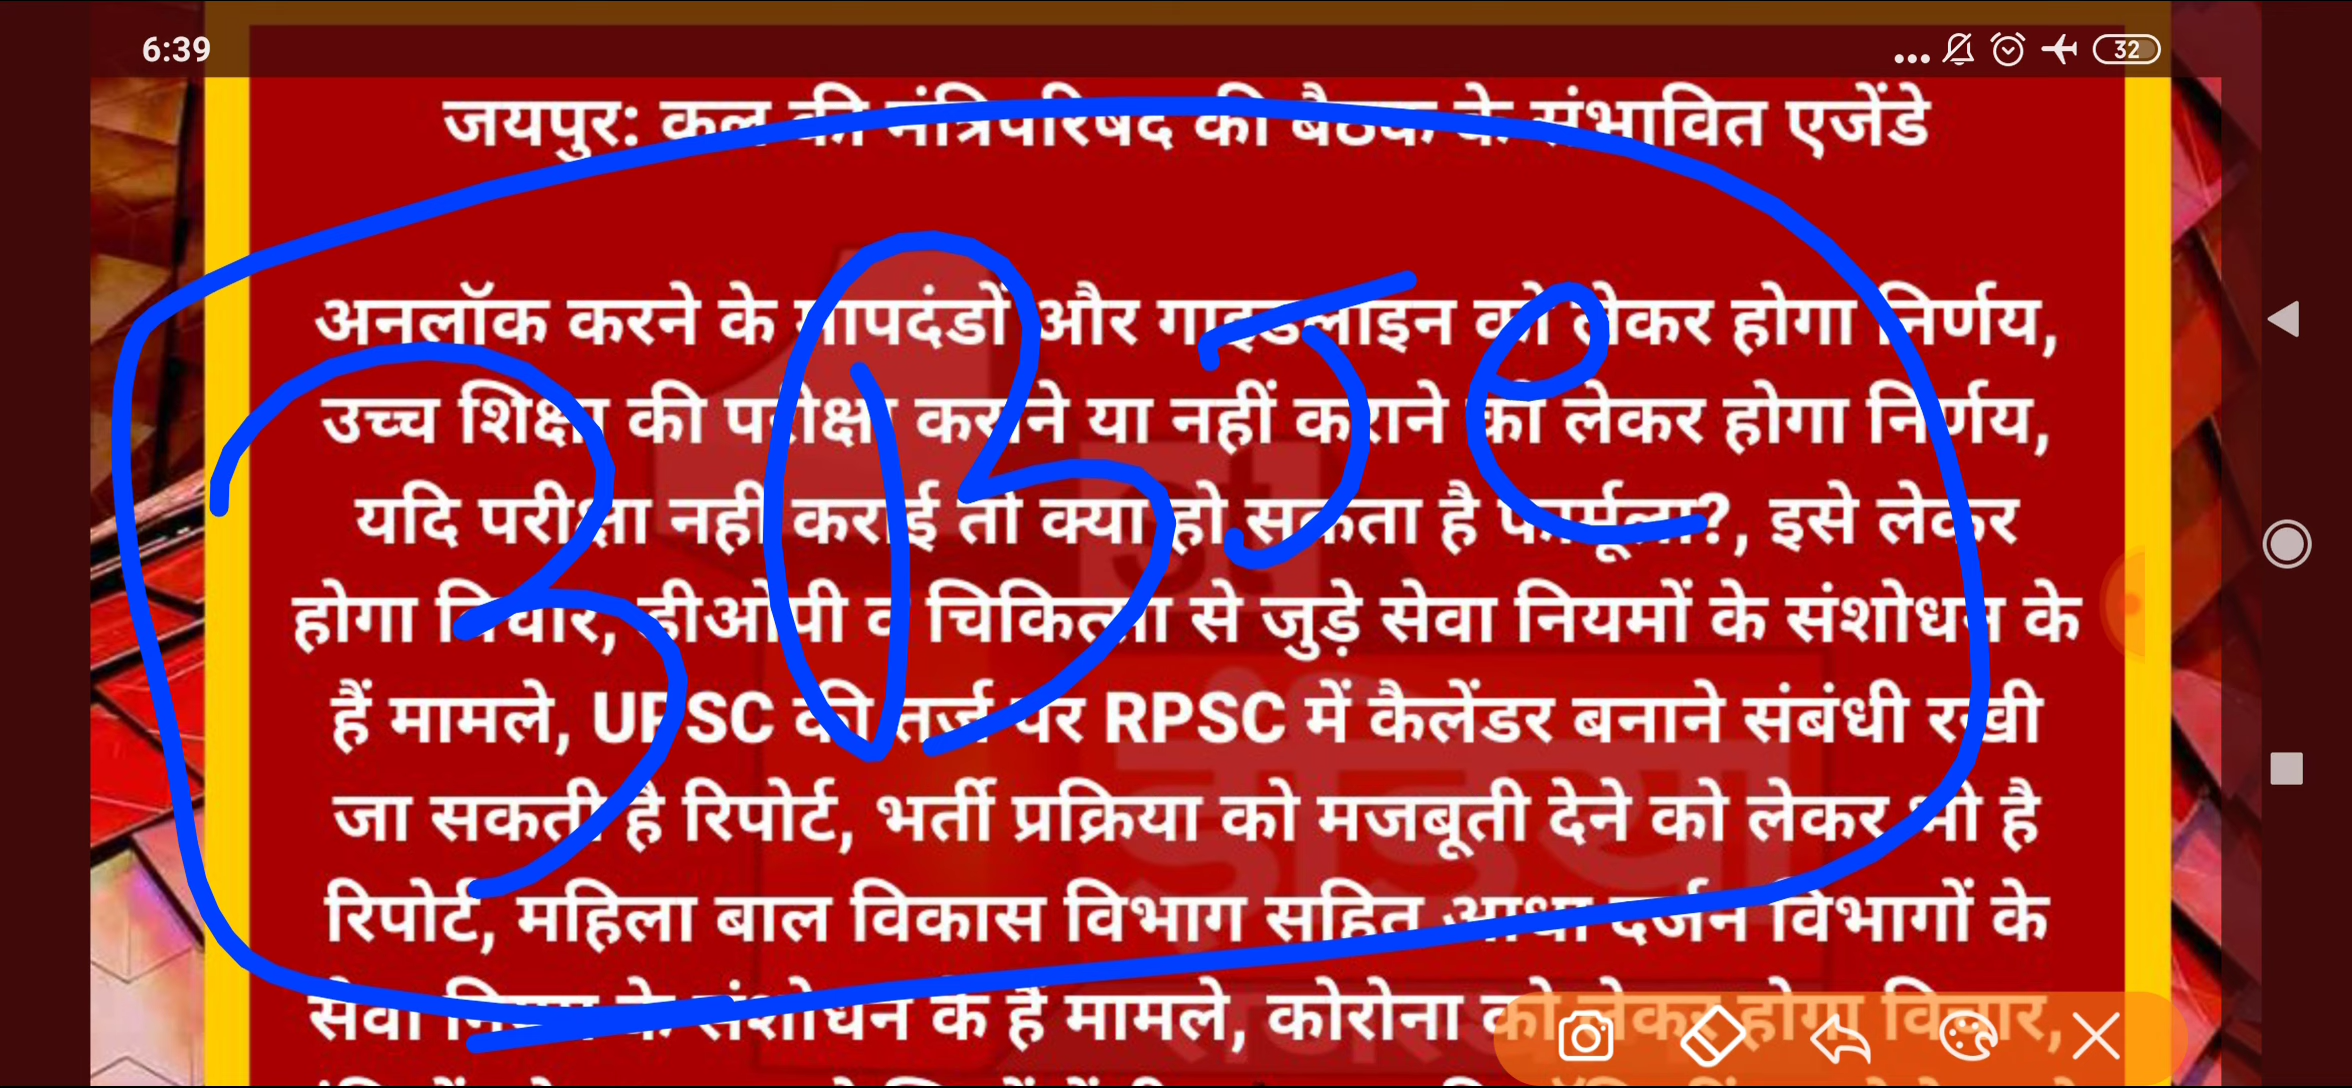 6:39
32
जयपुर: कल की मंत्रिपरिषद की बैठक के संभावित एजेंडे
अनलॉक करने के मापदंडों और गाइडलाइन को लेकर होगा निर्णय,
उच्च शिक्षा की परीक्षा कराने या नहीं कराने को लेकर होगा निर्णय,
यदि परीक्षा नहीं कराई तो क्या हो सकता है फार्मूला?, इसे लेकर
होगा विचार, डीओपी व चिकित्सा से जुड़े सेवा नियमों के संशोधन के
हैं मामले, UPSC की तर्ज पर RPSC में कैलेंडर बनाने संबंधी रखी
जा सकती है रिपोर्ट, भर्ती प्रक्रिया को मजबूती देने को लेकर भी है
रिपोर्ट, महिला बाल विकास विभाग सहित आधा दर्जन विभागों के
सेवा नियम के संशोधन के हैं मामले, कोरोना को लेकर होगा विचार,